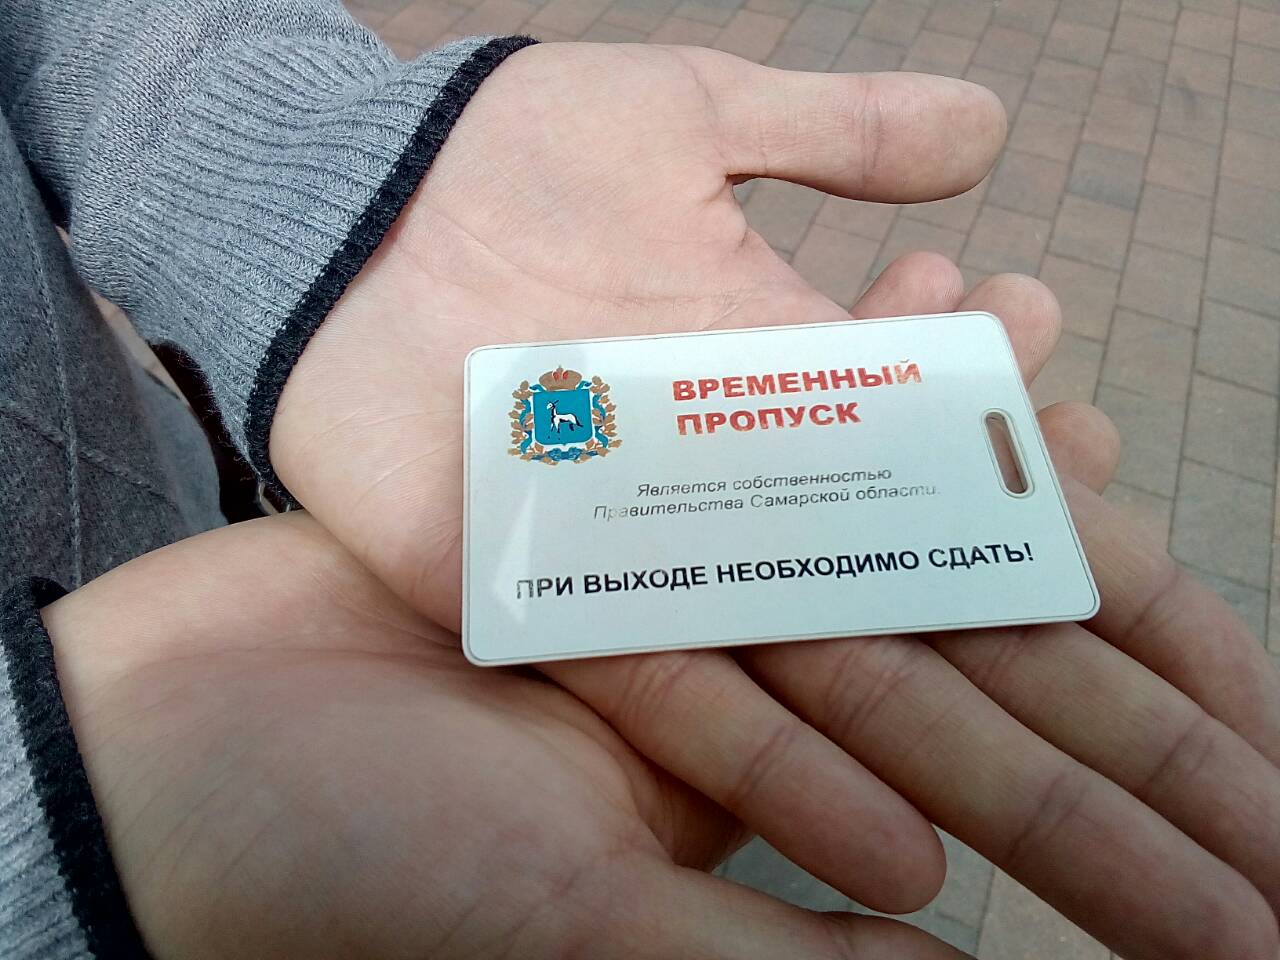 ВРЕМЕННЫЙ
ПРОПУСК
Является собственностью
Правительства Самарской области.
ПРИ ВЫХОДЕ НЕОБХОДИМО СДАТЬ!